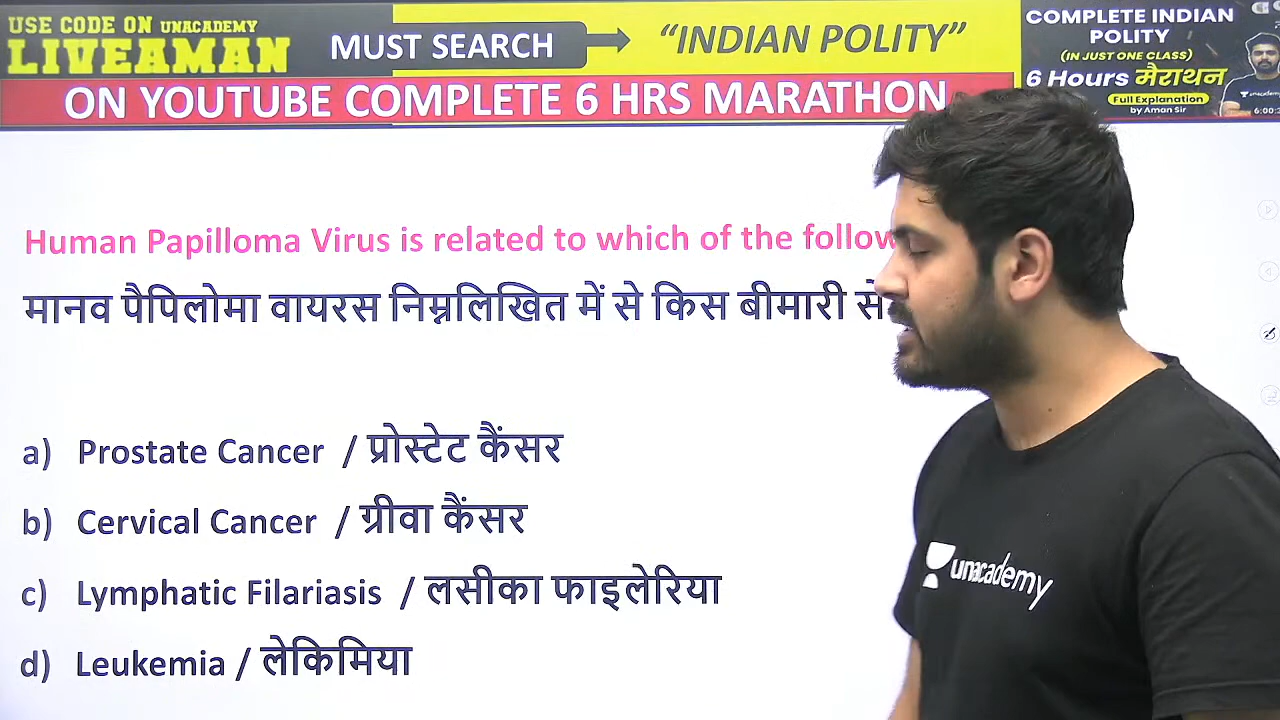 USE CODE ON UNACADEMY
LIVEAMAN
MUST SEARCH
“INDIAN POLITY”
ON YOUTUBE COMPLETE 6 HRS MARATHON
COMPLETE INDIAN
POLITY
(IN JUST ONE CLASS)
6 Hours मैराथन
Full Explanation
by Aman Sir
unacademy
Human Papilloma Virus is related to which of the
मानव पैपिलोमा वायरस निम्नलिखित में से किस बीमारी से
a) Prostate Cancer / प्रोस्टेट कैंसर
b) Cervical Cancer / ग्रीवा कैंसर
c) Lymphatic Filariasis / लसीका फाइलेरिया
d) Leukemia / लेकिमिया
unacademy